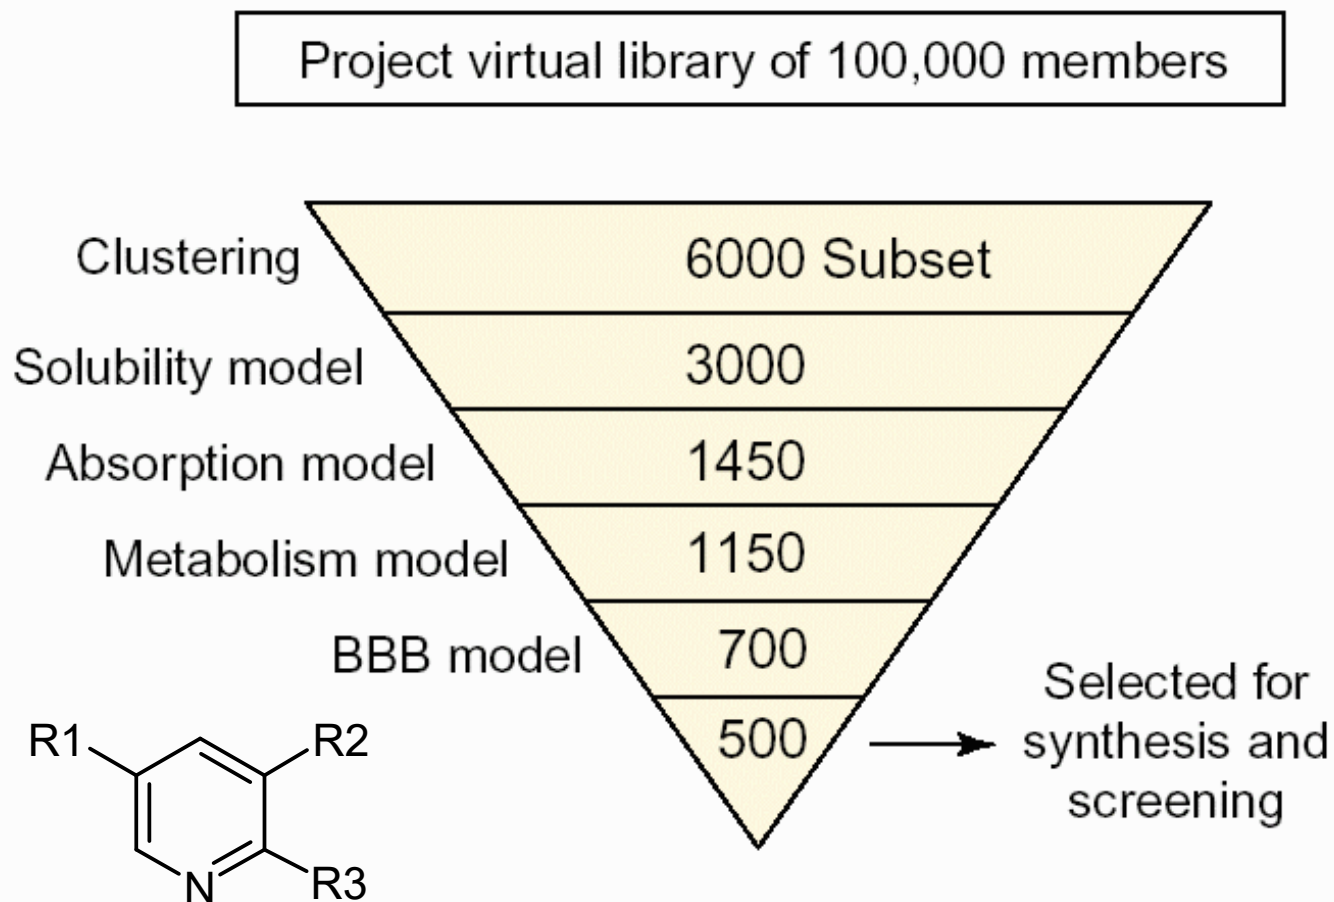 Project virtual library of 100,000 members
Clustering
6000 Subset
Solubility model
3000
Absorption model
1450
Metabolism model
1150
BBB model
700
500
Selected for
synthesis and
screening
R1
R2
N
R3